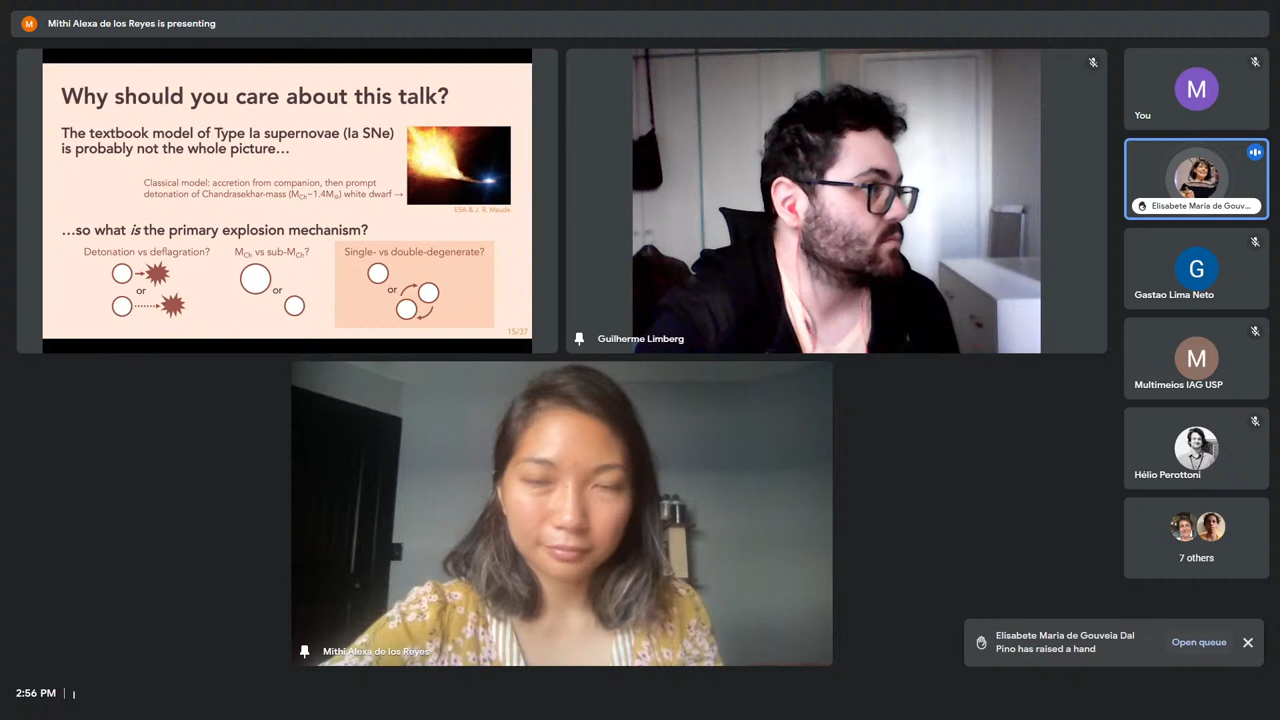 M
Mithi Alexa de los Reyes is presenting
Why should you care about this talk?
The textbook model of Type Ia supernovae (Ia SNe)
is probably not the whole picture…
Classical model: accretion from companion, then prompt
detonation of Chandrasekhar-mass (MCh~1.4M⊙) white dwarf →
ESA & J. R. Maude
…so what is the primary explosion mechanism?
Detonation vs deflagration?
or
MCh vs sub-MCh?
or
Single- vs double-degenerate?
or
15/37
Guilherme Limberg
Mithi Alexa de los Reyes
M
You
Elisabete Maria de Gouv...
G
Gastao Lima Neto
M
Multimeios IAG USP
Hélio Perottoni
7 others
Elisabete Maria de Gouveia Dal
Pino has raised a hand
Open queue
2:56 PM